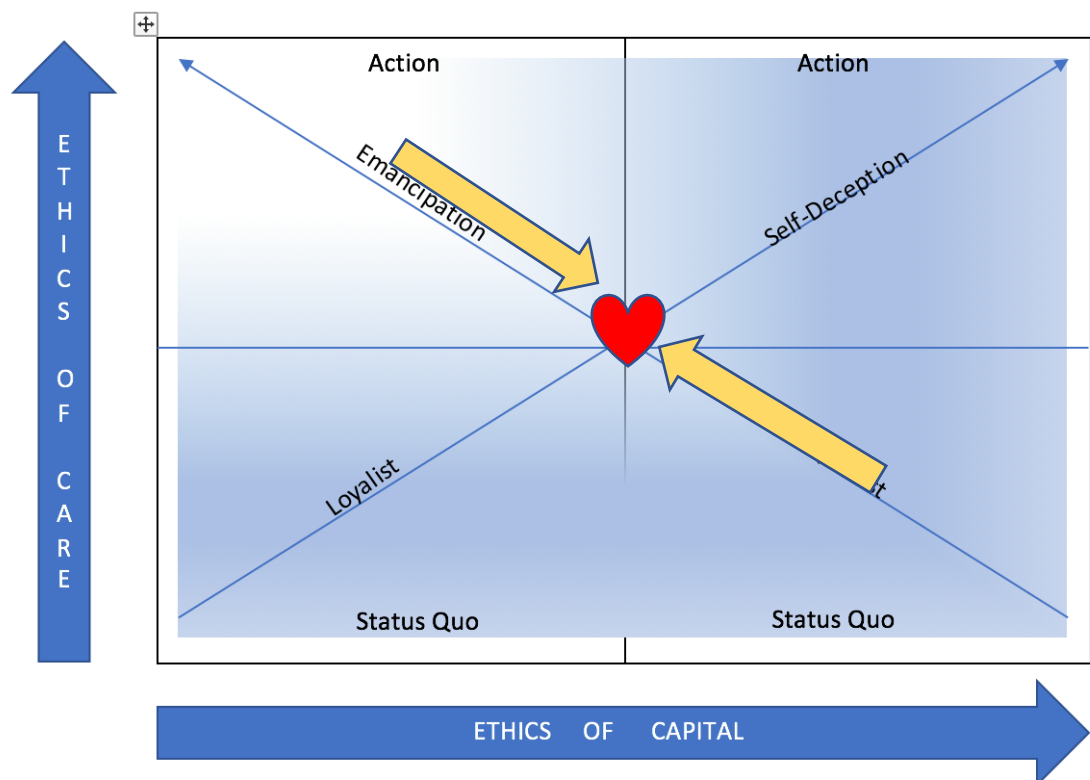 Action
Action
ETHICS OF CARE
Emancipation
Self-Deception
Loyalist
Status Quo
Status Quo
ETHICS OF CAPITAL